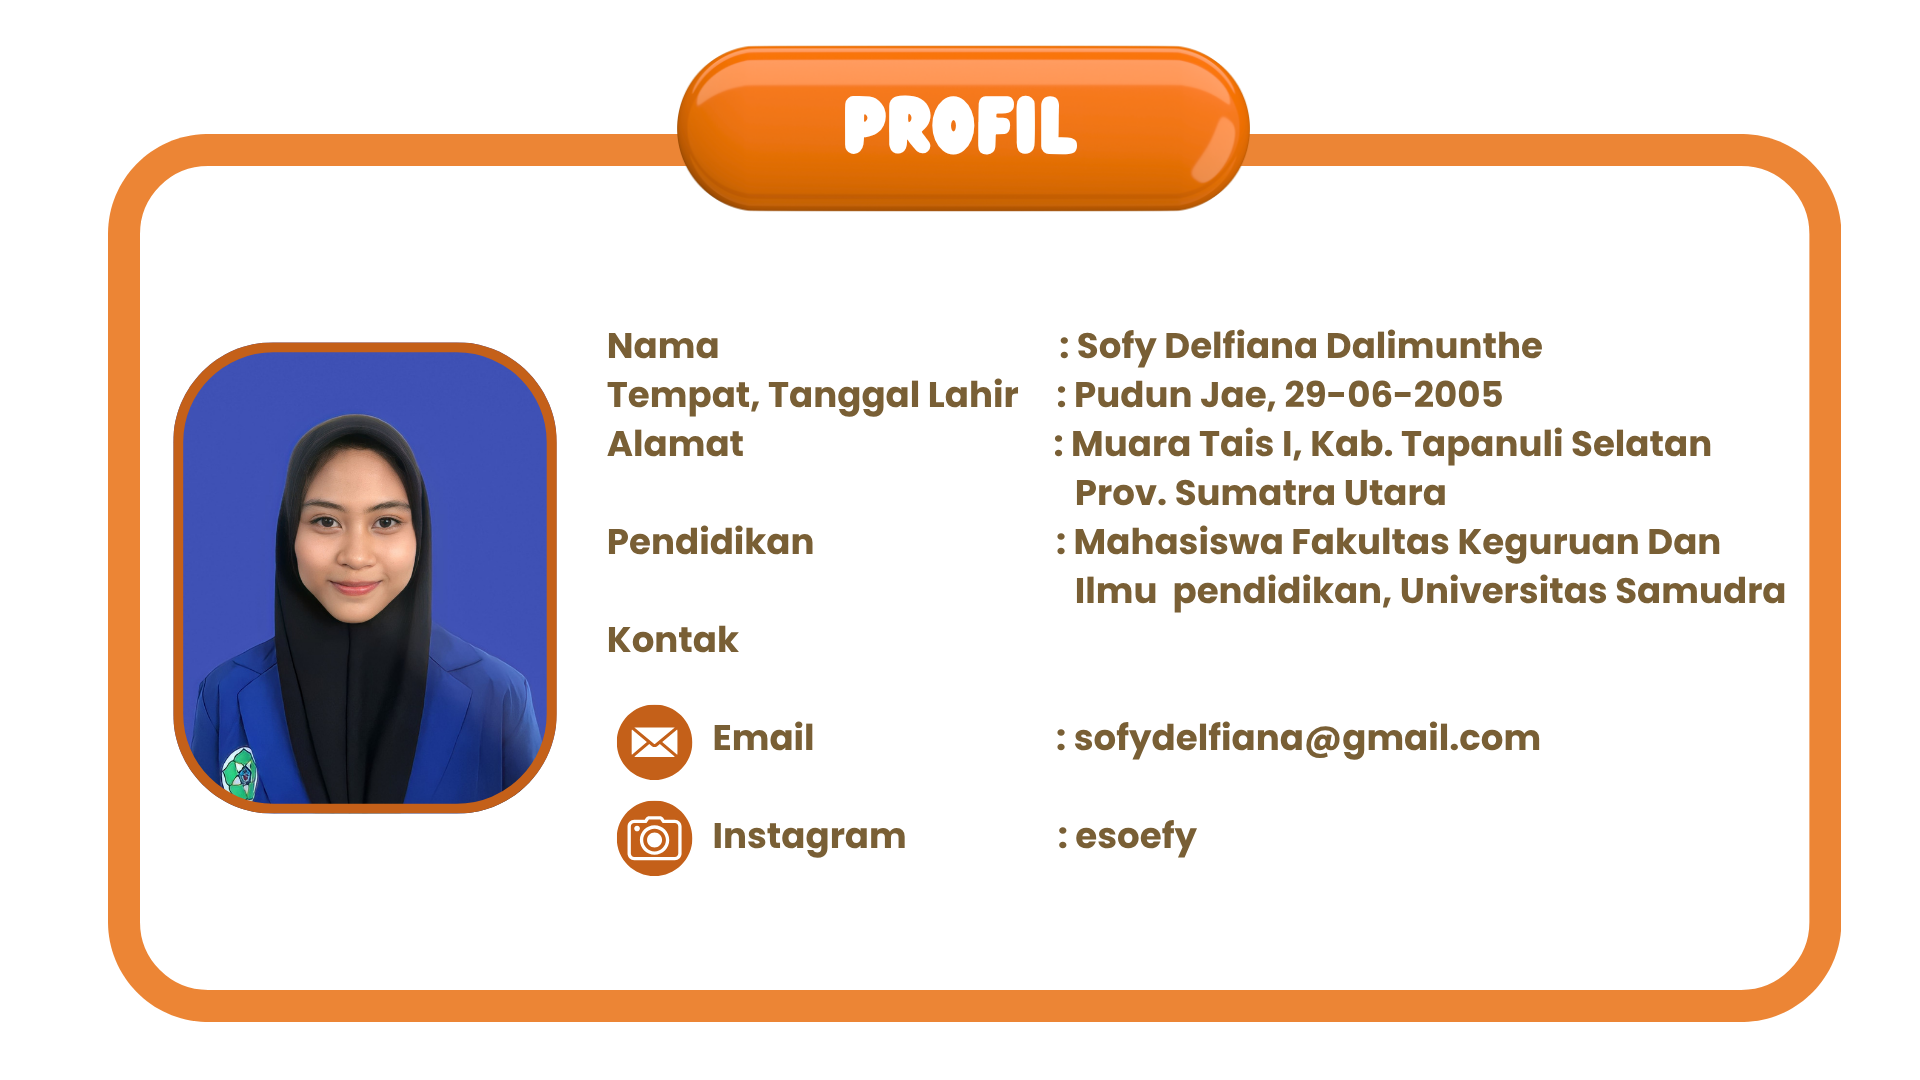 PROFIL
Nama : Sofy Delfiana Dalimunthe
Tempat, Tanggal Lahir : Pudun Jae, 29-06-2005
Alamat : Muara Tais I, Kab. Tapanuli Selatan
Prov. Sumatra Utara
Pendidikan : Mahasiswa Fakultas Keguruan Dan
Ilmu pendidikan, Universitas Samudra
Kontak
Email : sofydelfiana@gmail.com
Instagram : esoefy